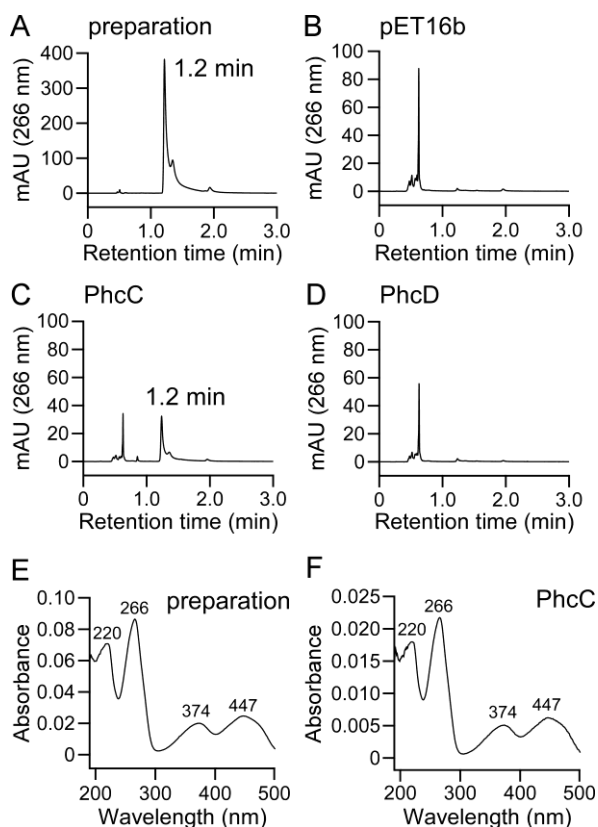 A preparation
mAU (266 nm)
400
300
200
100
0
1.2 min
0 1.0 2.0 3.0
Retention time (min)
B pET16b
mAU (266 nm)
100
80
60
40
20
0
0.0 1.0 2.0 3.0
Retention time (min)
C PhcC
mAU (266 nm)
100
80
60
40
20
0
1.2 min
0.0 1.0 2.0 3.0
Retention time (min)
D PhcD
mAU (266 nm)
100
80
60
40
20
0
0.0 1.0 2.0 3.0
Retention time (min)
E preparation
Absorbance
0.10
0.08
0.06
0.04
0.02
0
220 266 374 447
200 300 400 500
Wavelength (nm)
F PhcC
Absorbance
0.025
0.020
0.015
0.010
0.005
0
220 266 374 447
200 300 400 500
Wavelength (nm)